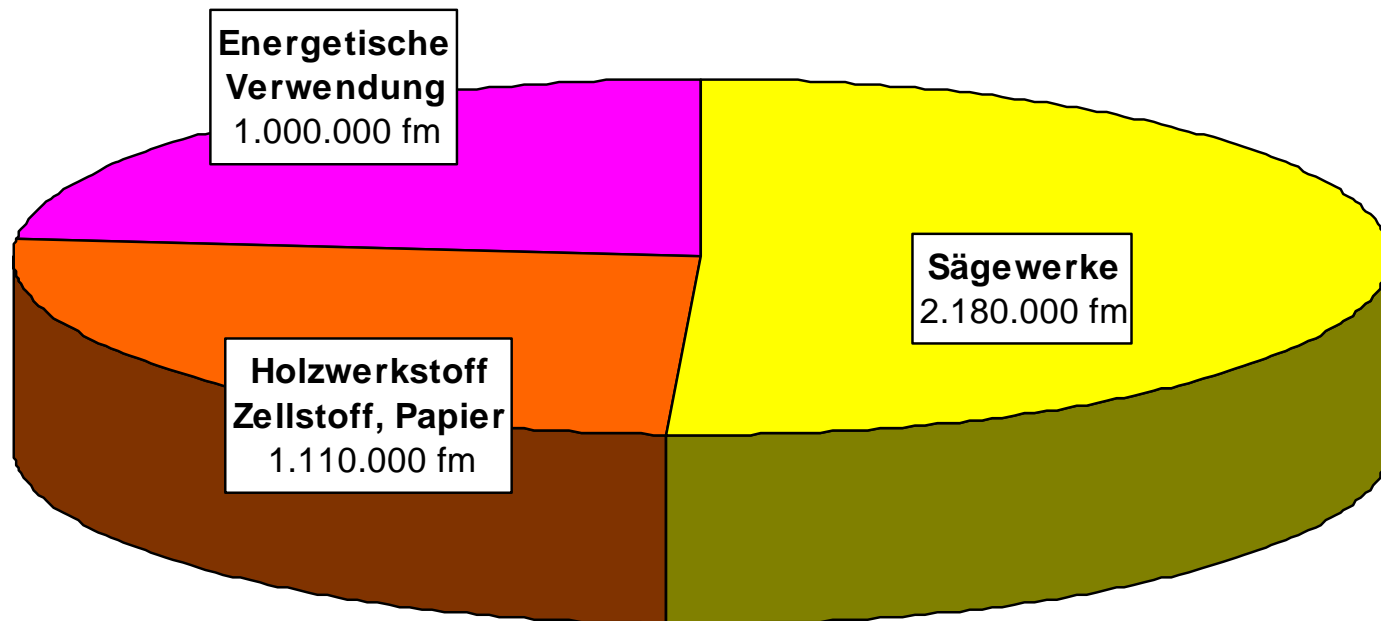 Energetische
Verwendung
1.000.000 fm
Sägewerke
2.180.000 fm
Holzwerkstoff
Zellstoff, Papier
1.110.000 fm